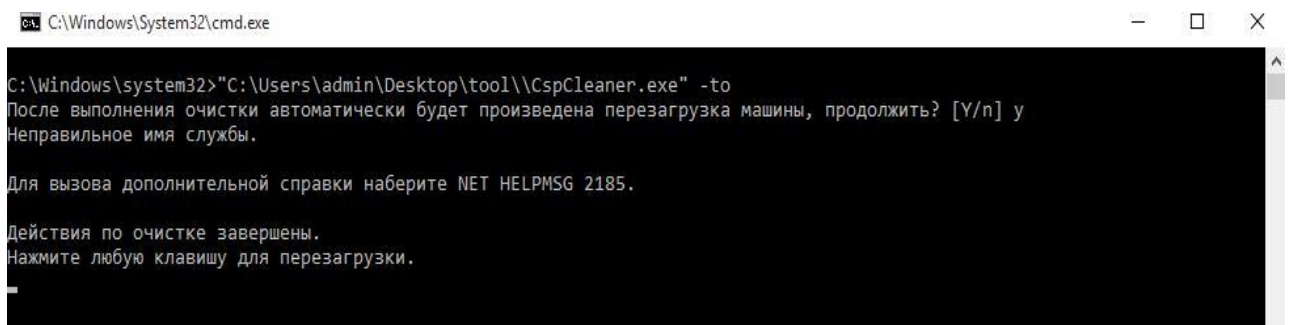 C:\Windows\System32\cmd.exe
C:\Windows\system32>"C:\Users\admin\Desktop\tool\\CspCleaner.exe" -to
После выполнения очистки автоматически будет произведена перезагрузка машины, продолжить? [Y/n] y
Неправильное имя службы.
Для вызова дополнительной справки наберите NET HELPMSG 2185.
Действия по очистке завершены.
Нажмите любую клавишу для перезагрузки.